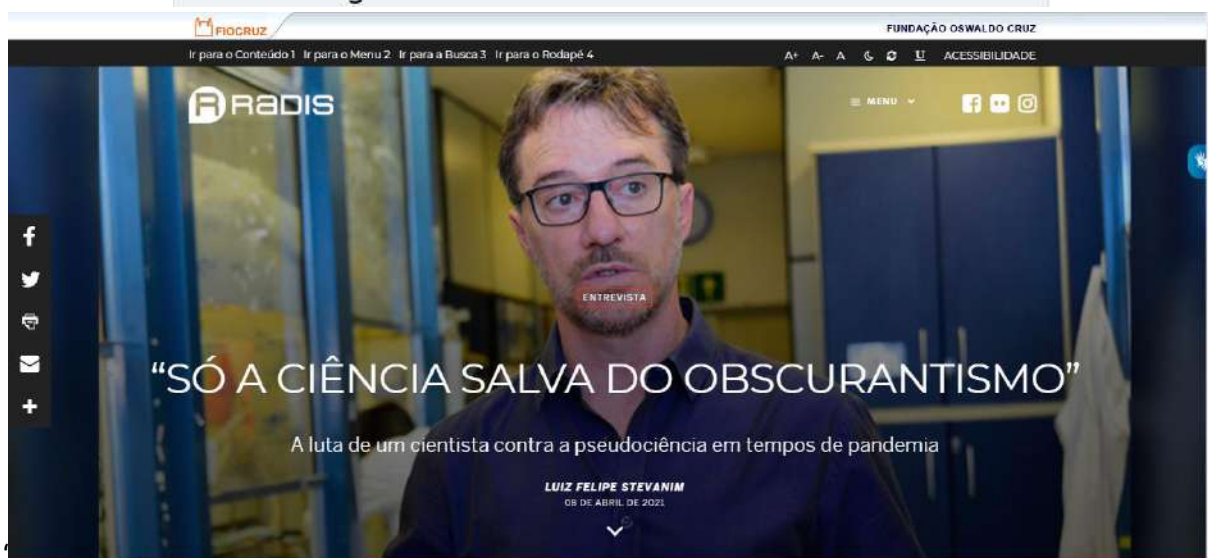 FIOCRUZ
FUNDAÇÃO OSWALDO CRUZ
Ir para o Conteúdo 1 Ir para o Menu 2 Ir para a Busca 3 Ir para o Rodapé 4
A+ A- A U ACESSIBILIDADE
RADIS
MENU
ENTREVISTA
“SÓ A CIÊNCIA SALVA DO OBSCURANTISMO”
A luta de um cientista contra a pseudociência em tempos de pandemia
LUIZ FELIPE STEVANIM
08 DE ABRIL DE 2021